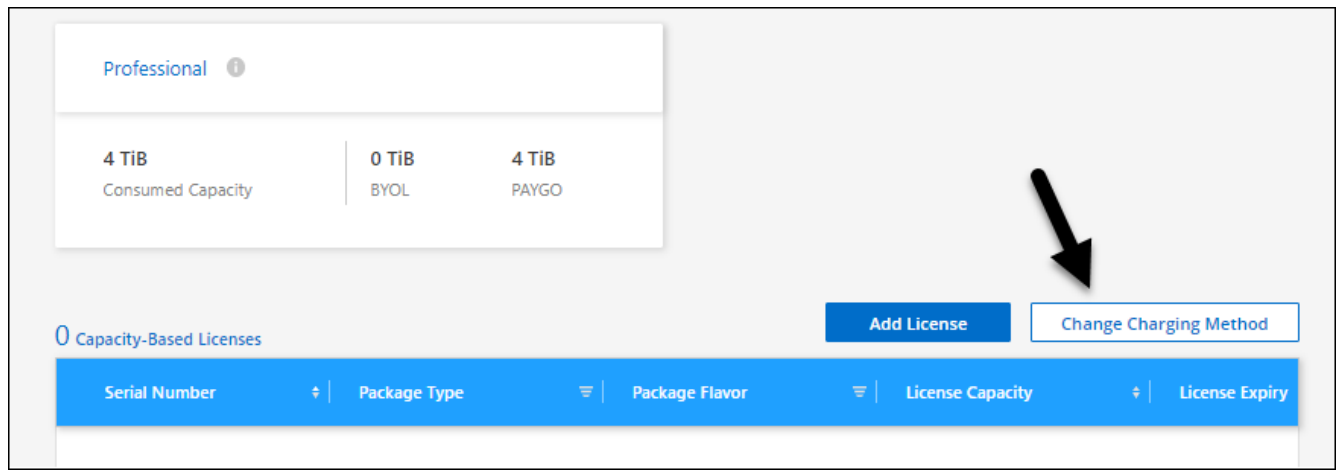 Professional
4 TiB 0 TiB 4 TiB
Consumed Capacity BYOL PAYGO
Add License Change Charging Method
0 Capacity-Based Licenses
Serial Number Package Type Package Flavor License Capacity License Expiry